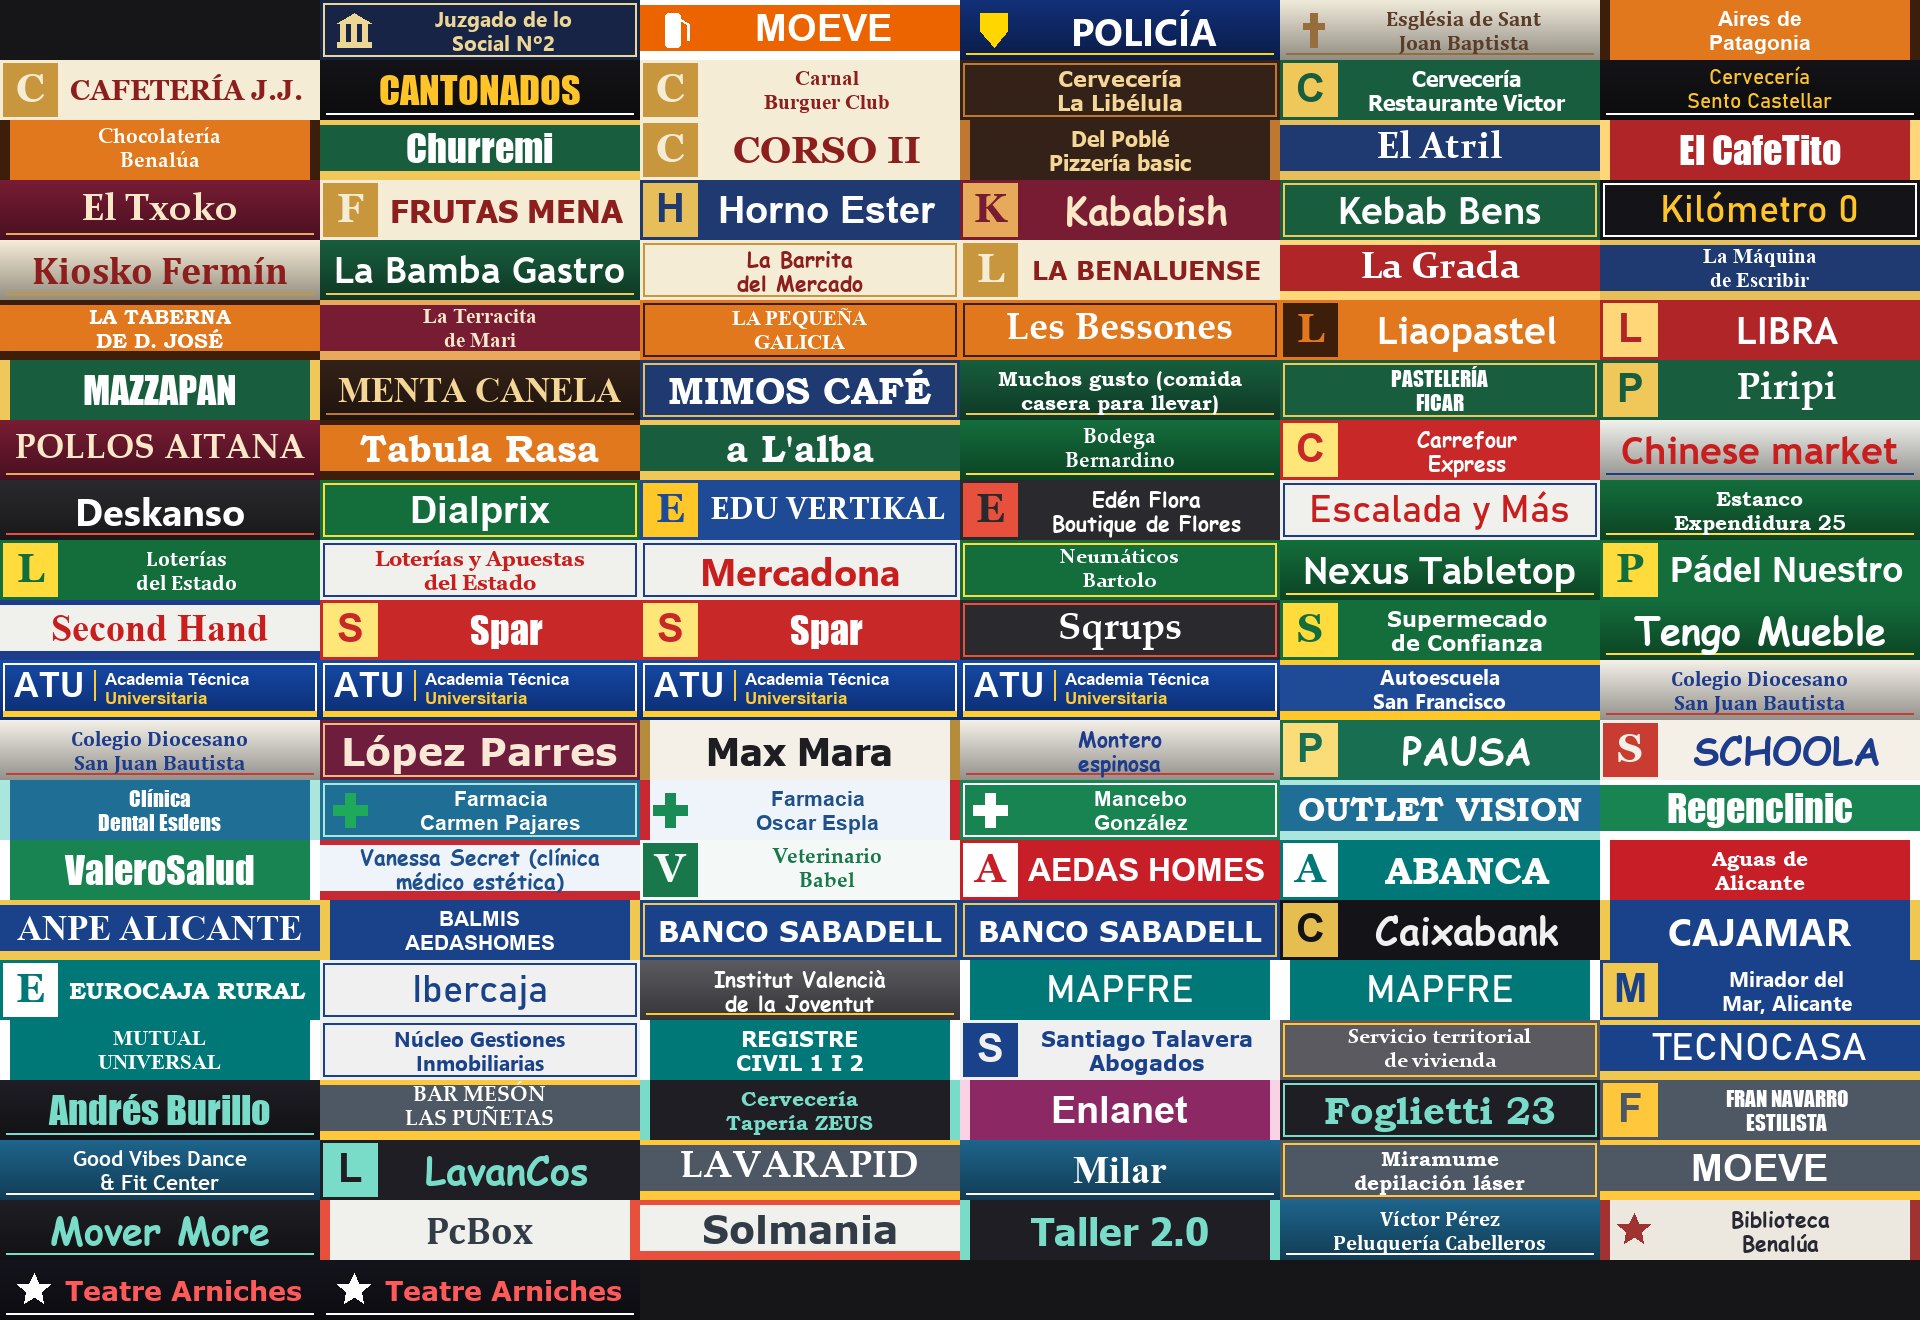 Juzgado de lo
Social Nº2
MOEVE
POLICÍA
Església de Sant
Joan Baptista
Aires de
Patagonia
C
CAFETERÍA J.J.
CANTONADOS
C
Carnal
Burguer Club
Cervecería
La Libélula
C
Cervecería
Restaurante Victor
Cervecería
Sento Castellar
Chocolatería
Benalúa
Churremi
C
CORSO II
Del Poblé
Pizzería basic
El Atril
El CafeTito
El Txoko
F
FRUTAS MENA
H
Horno Ester
K
Kababish
Kebab Bens
Kilómetro 0
Kiosko Fermín
La Bamba Gastro
La Barrita
del Mercado
L
LA BENALUENSE
La Grada
La Máquina
de Escribir
LA TABERNA
DE D. JOSÉ
La Terracita
de Mari
LA PEQUEÑA
GALICIA
Les Bessones
L
Liaopastel
L
LIBRA
MAZZAPAN
MENTA CANELA
MIMOS CAFÉ
Muchos gusto (comida
casera para llevar)
PASTELERÍA
FICAR
P
Piripi
POLLOS AITANA
Tabula Rasa
a L'alba
Bodega
Bernardino
C
Carrefour
Express
Chinese market
Deskanso
Dialprix
E
EDU VERTIKAL
E
Edén Flora
Boutique de Flores
Escalada y Más
Estanco
Expendidura 25
L
Loterías
del Estado
Loterías y Apuestas
del Estado
Mercadona
Neumáticos
Bartolo
Nexus Tabletop
P
Pádel Nuestro
Second Hand
S
Spar
S
Spar
Sqrups
S
Supermecado
de Confianza
Tengo Mueble
ATU
Academia Técnica
Universitaria
ATU
Academia Técnica
Universitaria
ATU
Academia Técnica
Universitaria
ATU
Academia Técnica
Universitaria
Autoescuela
San Francisco
Colegio Diocesano
San Juan Bautista
Colegio Diocesano
San Juan Bautista
López Parres
Max Mara
Montero
espinosa
P
PAUSA
S
SCHOOLA
Clínica
Dental Esdens
Farmacia
Carmen Pajares
Farmacia
Oscar Espla
Mancebo
González
OUTLET VISION
Regenclinic
ValeroSalud
Vanessa Secret (clínica
médico estética)
V
Veterinario
Babel
A
AEDAS HOMES
A
ABANCA
Aguas de
Alicante
ANPE ALICANTE
BALMIS
AEDASHOMES
BANCO SABADELL
BANCO SABADELL
C
Caixabank
CAJAMAR
E
EUROCAJA RURAL
Ibercaja
Institut Valencià
de la Joventut
MAPFRE
MAPFRE
M
Mirador del
Mar, Alicante
MUTUAL
UNIVERSAL
Núcleo Gestiones
Inmobiliarias
REGISTRE
CIVIL 1 I 2
S
Santiago Talavera
Abogados
Servicio territorial
de vivienda
TECNOCASA
Andrés Burillo
BAR MESÓN
LAS PUÑETAS
Cervecería
Tapería ZEUS
Enlanet
Foglietti 23
F
FRAN NAVARRO
ESTILISTA
Good Vibes Dance
& Fit Center
L
LavanCos
LAVARAPID
Milar
Miramume
depilación láser
MOEVE
Mover More
PcBox
Solmania
Taller 2.0
Víctor Pérez
Peluquería Cabelleros
Biblioteca
Benalúa
Teatre Arniches
Teatre Arniches